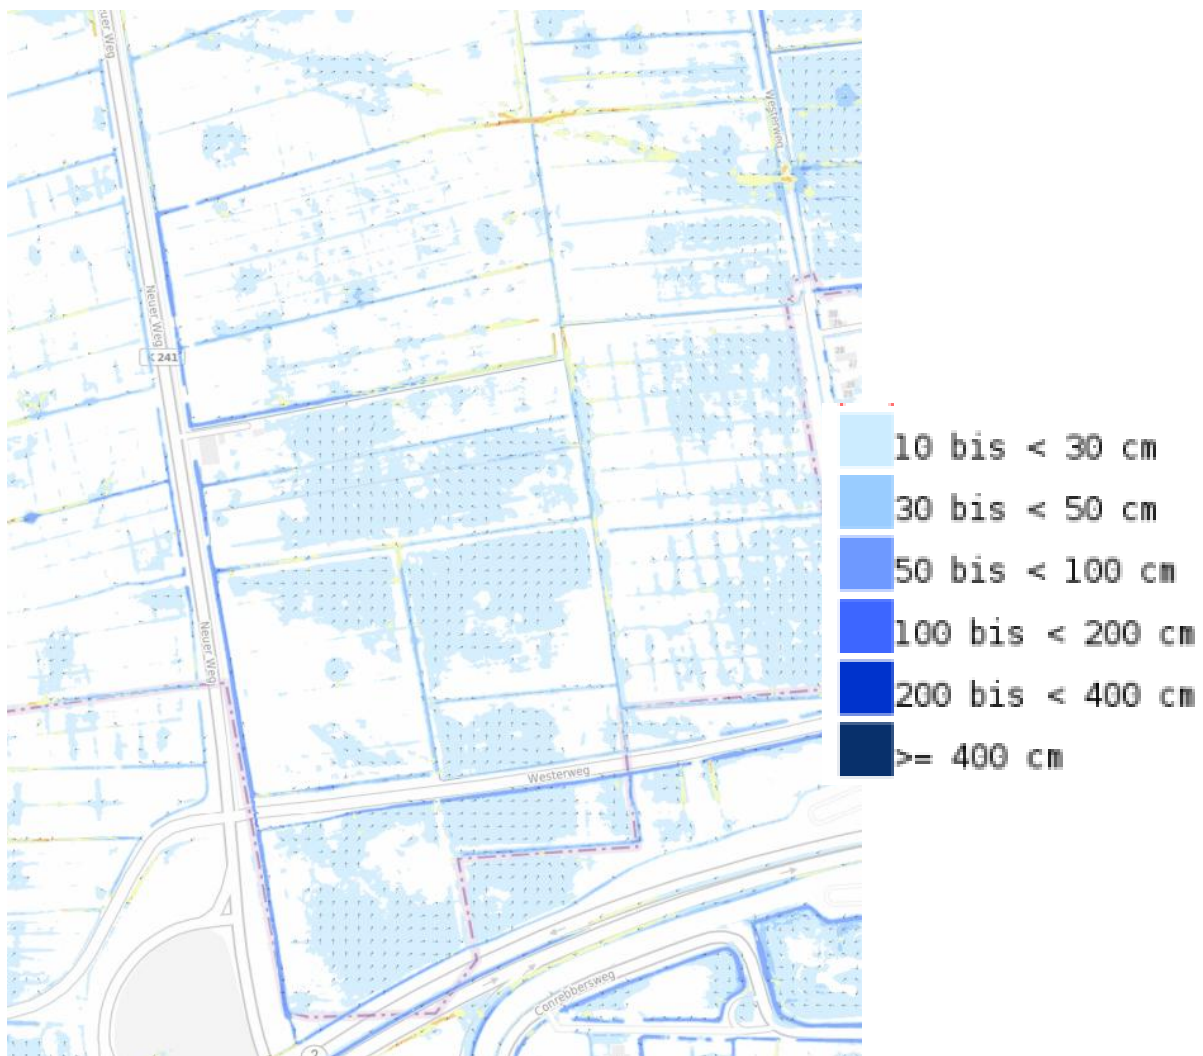 Neuer Weg
Westerweg
Neuer Weg
K 241
10 bis < 30 cm
30 bis < 50 cm
50 bis < 100 cm
100 bis < 200 cm
200 bis < 400 cm
>= 400 cm
Neuer Weg
Westerweg
Conrebbersweg
2